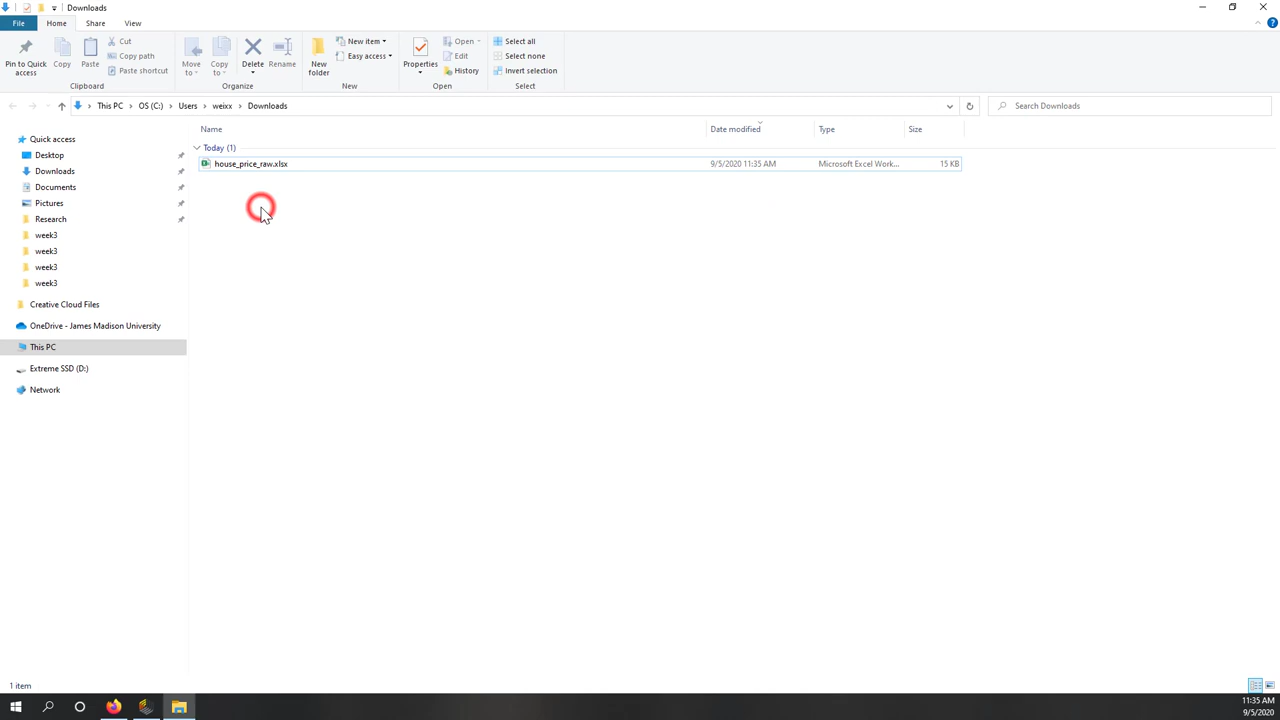 Downloads
File Home Share View
Pin to Quick access
Copy
Paste
Cut
Copy path
Paste shortcut
Clipboard
Move to
Copy to
Delete
Rename
Organize
New folder
New item
Easy access
New
Properties
Open
Edit
History
Open
Select all
Select none
Invert selection
Select
This PC > OS (C:) > Users > weixx > Downloads
Search Downloads
Name Date modified Type Size
Today (1)
house_price_raw.xlsx 9/5/2020 11:35 AM Microsoft Excel Work... 15 KB
Quick access
Desktop
Downloads
Documents
Pictures
Research
week3
week3
week3
week3
Creative Cloud Files
OneDrive - James Madison University
This PC
Extreme SSD (D:)
Network
1 item
11:35 AM
9/5/2020